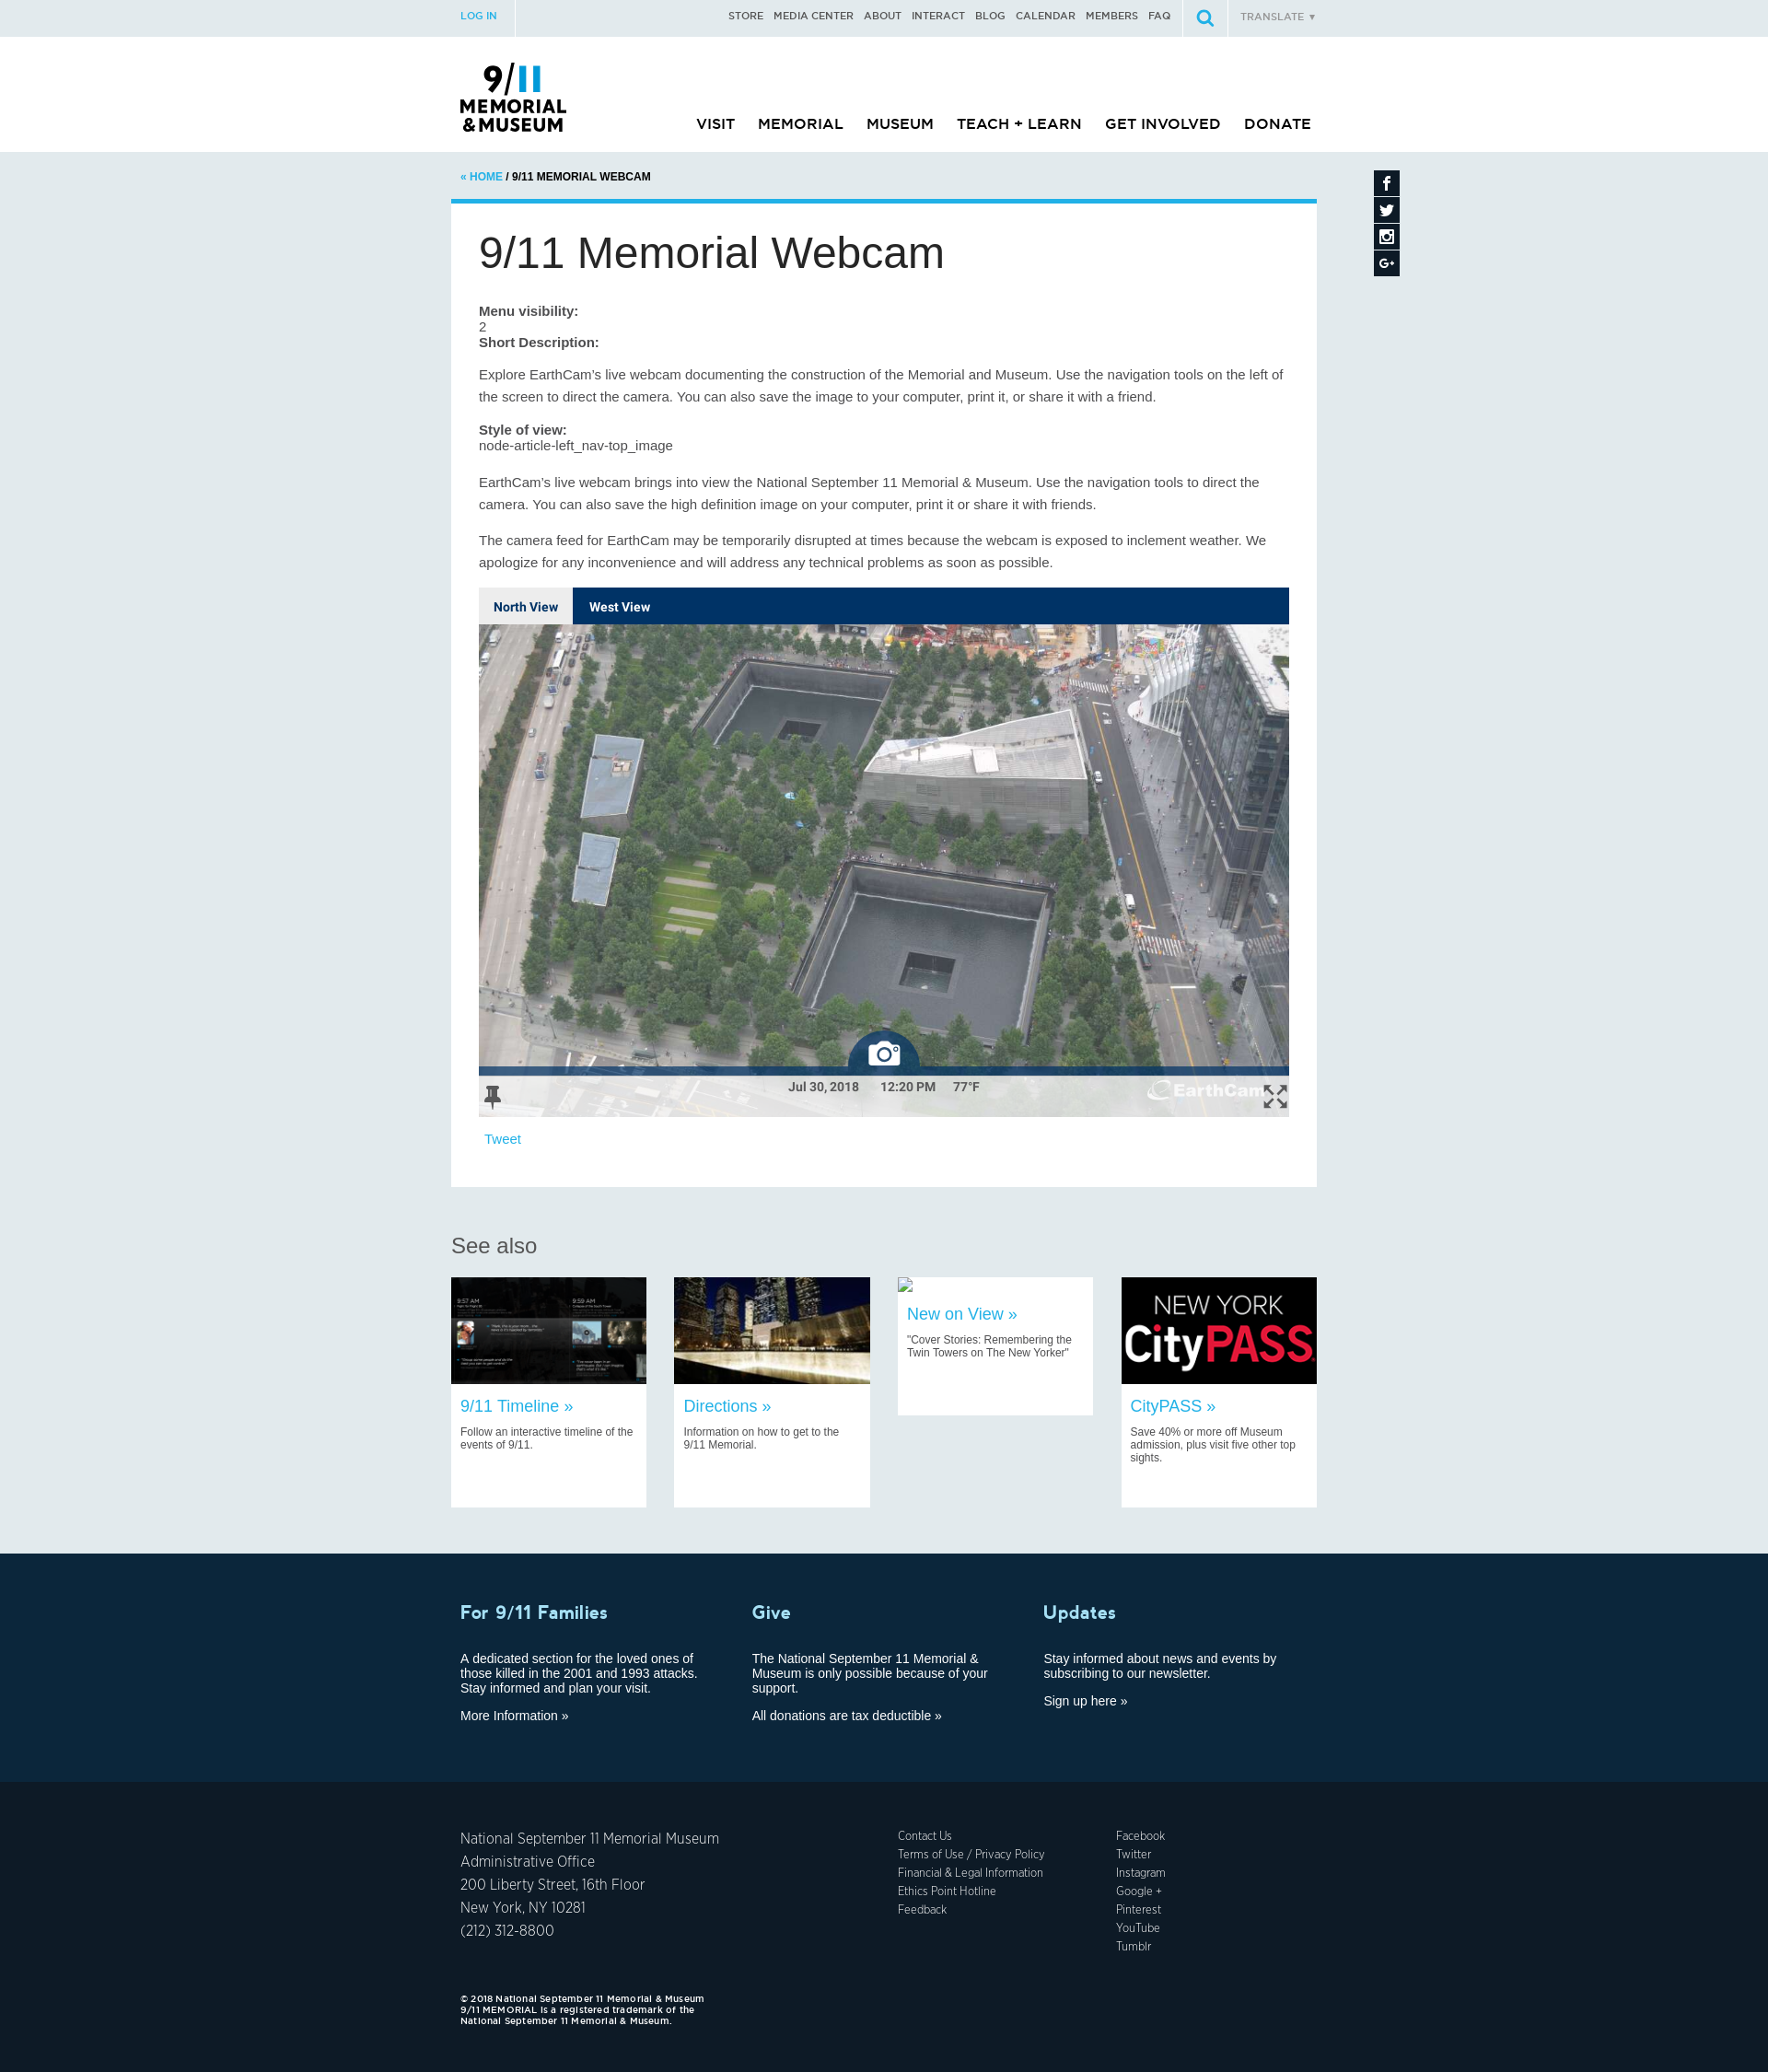 LOG IN
STORE MEDIA CENTER ABOUT INTERACT BLOG CALENDAR MEMBERS FAQ
TRANSLATE ▼
9/11
MEMORIAL
& MUSEUM
VISIT MEMORIAL MUSEUM TEACH + LEARN GET INVOLVED DONATE
« HOME / 9/11 MEMORIAL WEBCAM
9/11 Memorial Webcam
Menu visibility:
2
Short Description:
Explore EarthCam’s live webcam documenting the construction of the Memorial and Museum. Use the navigation tools on the left of
the screen to direct the camera. You can also save the image to your computer, print it, or share it with a friend.
Style of view:
node-article-left_nav-top_image
EarthCam’s live webcam brings into view the National September 11 Memorial & Museum. Use the navigation tools to direct the
camera. You can also save the high definition image on your computer, print it or share it with friends.
The camera feed for EarthCam may be temporarily disrupted at times because the webcam is exposed to inclement weather. We
apologize for any inconvenience and will address any technical problems as soon as possible.
North View West View
Jul 30, 2018 12:20 PM 77°F
EarthCam
Tweet
See also
9:57 AM 9:59 AM
9/11 Timeline »
Follow an interactive timeline of the
events of 9/11.
Directions »
Information on how to get to the
9/11 Memorial.
New on View »
"Cover Stories: Remembering the
Twin Towers on The New Yorker"
NEW YORK
CityPASS
CityPASS »
Save 40% or more off Museum
admission, plus visit five other top
sights.
For 9/11 Families
A dedicated section for the loved ones of
those killed in the 2001 and 1993 attacks.
Stay informed and plan your visit.
More Information »
Give
The National September 11 Memorial &
Museum is only possible because of your
support.
All donations are tax deductible »
Updates
Stay informed about news and events by
subscribing to our newsletter.
Sign up here »
National September 11 Memorial Museum
Administrative Office
200 Liberty Street, 16th Floor
New York, NY 10281
(212) 312-8800
Contact Us
Terms of Use / Privacy Policy
Financial & Legal Information
Ethics Point Hotline
Feedback
Facebook
Twitter
Instagram
Google +
Pinterest
YouTube
Tumblr
© 2018 National September 11 Memorial & Museum
9/11 MEMORIAL is a registered trademark of the
National September 11 Memorial & Museum.